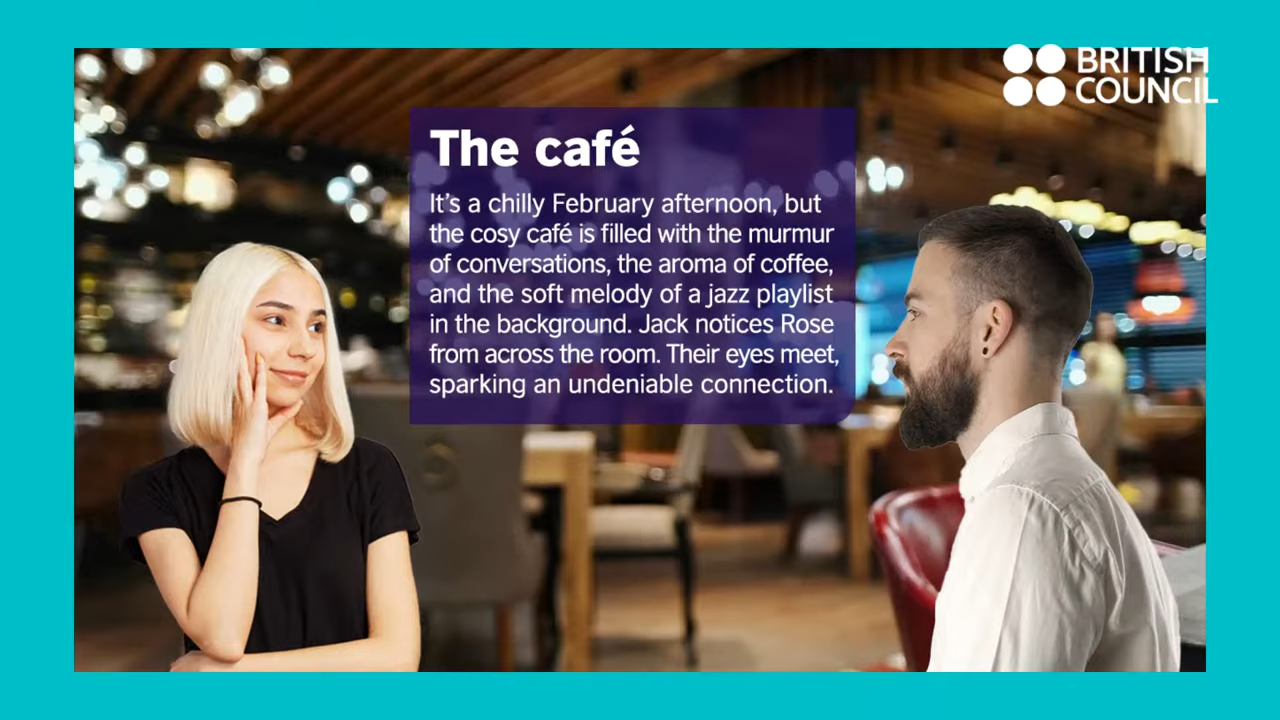 BRITISH
COUNCIL
The café
It's a chilly February afternoon, but
the cosy café is filled with the murmur
of conversations, the aroma of coffee,
and the soft melody of a jazz playlist
in the background. Jack notices Rose
from across the room. Their eyes meet,
sparking an undeniable connection.